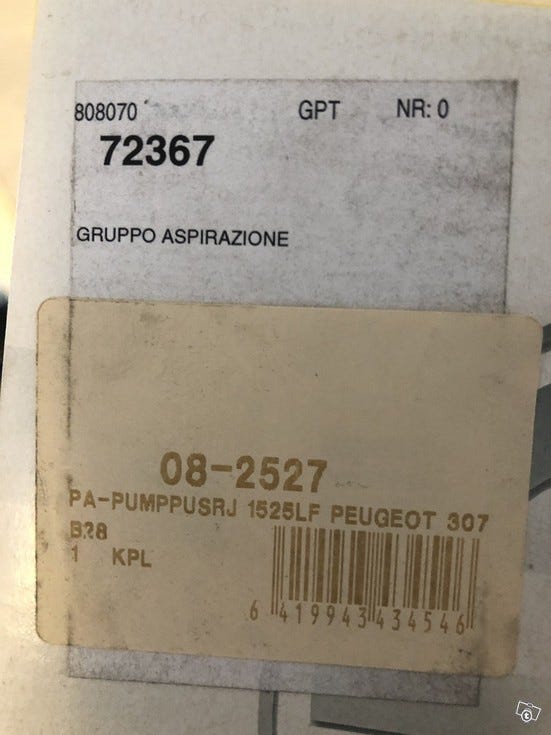 808070 GPT NR: 0
72367
GRUPPO ASPIRAZIONE
08-2527
PA-PUMPPUSRJ 1525LF PEUGEOT 307
B28
1 KPL
6 419943 434546